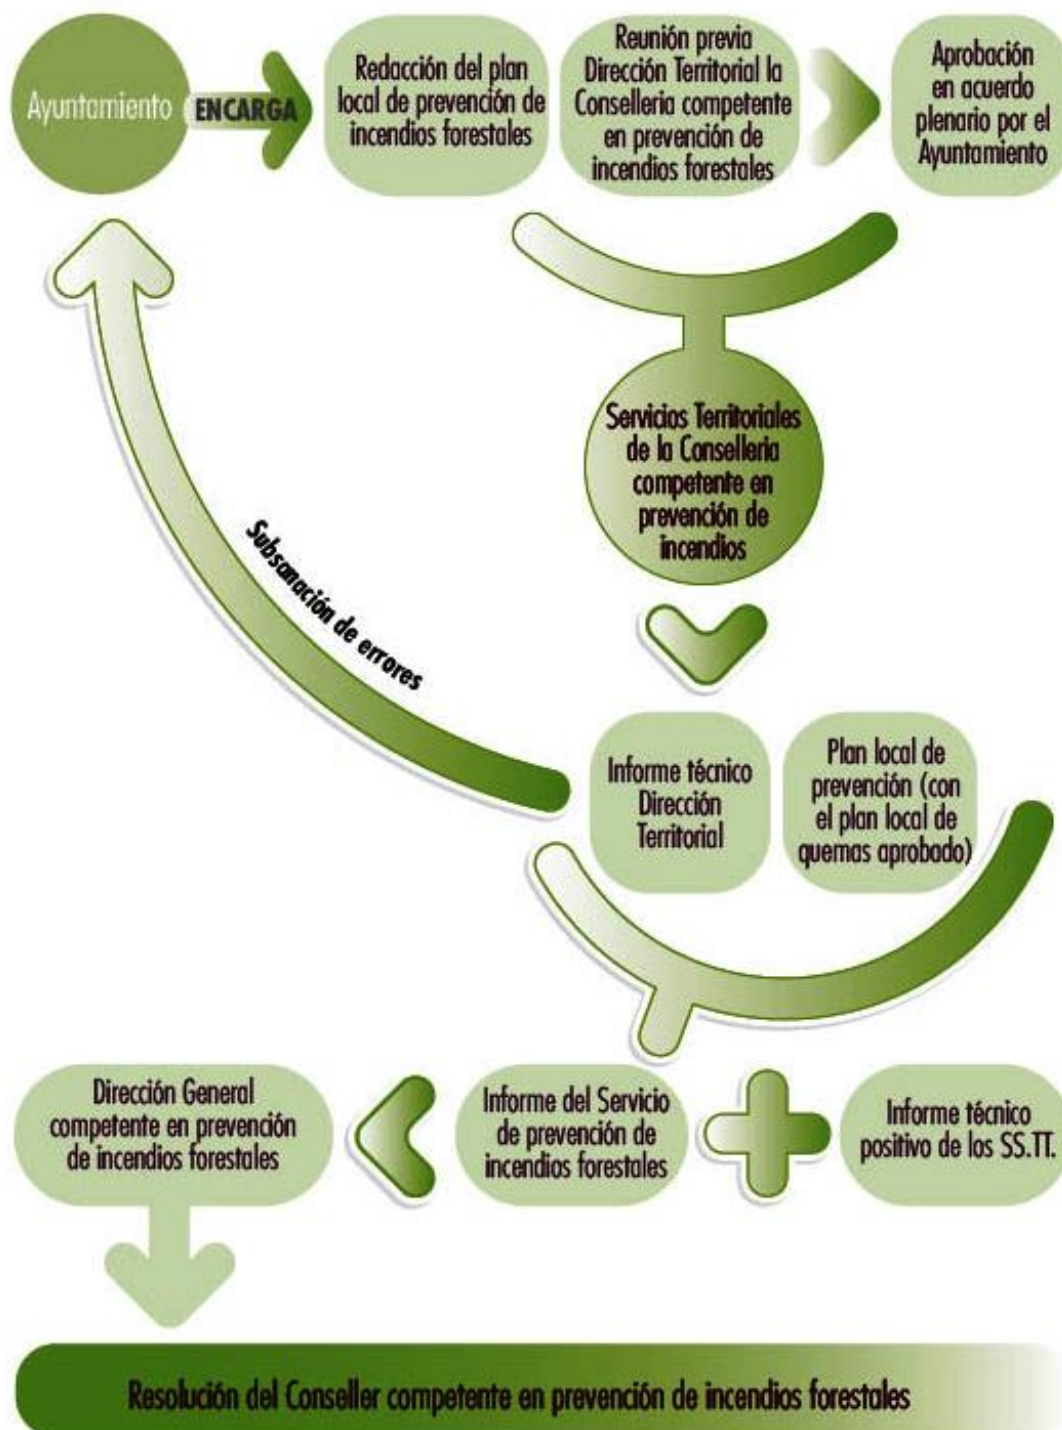 Ayuntamiento
ENCARGA
Redacción del plan
local de prevención de
incendios forestales
Reunión previa
Dirección Territorial la
Conselleria competente
en prevención de
incendios forestales
Aprobación
en acuerdo
plenario por el
Ayuntamiento
Servicios Territoriales
de la Conselleria
competente en
prevención de
incendios
Subsanación de errores
Informe técnico
Dirección
Territorial
Plan local de
prevención (con
el plan local de
quemas aprobado)
Dirección General
competente en prevención
de incendios forestales
Informe del Servicio
de prevención de
incendios forestales
Informe técnico
positivo de los SS.TT.
Resolución del Conseller competente en prevención de incendios forestales